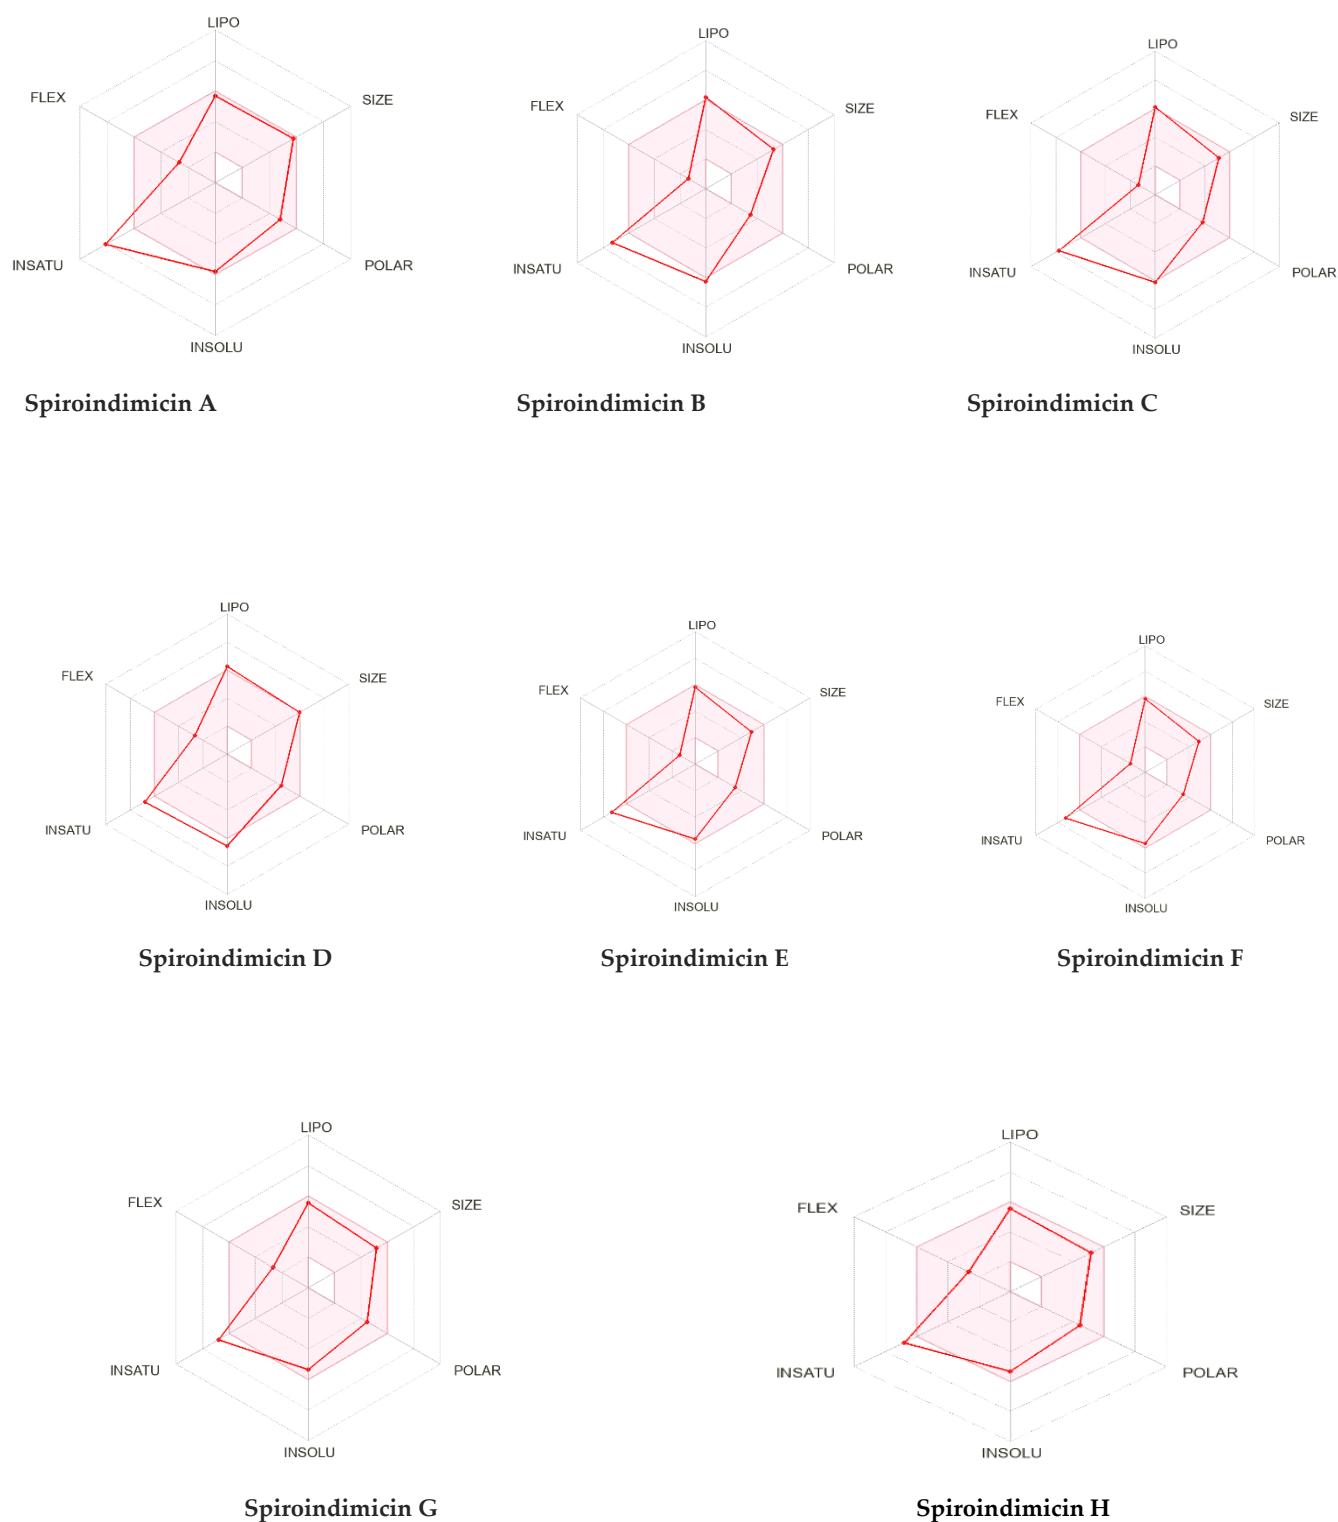 LIPO
FLEX
SIZE
INSATU
POLAR
INSOLU
Spiroindimicin A
LIPO
FLEX
SIZE
INSATU
POLAR
INSOLU
Spiroindimicin B
LIPO
FLEX
SIZE
INSATU
POLAR
INSOLU
Spiroindimicin C
LIPO
FLEX
SIZE
INSATU
POLAR
INSOLU
Spiroindimicin D
LIPO
FLEX
SIZE
INSATU
POLAR
INSOLU
Spiroindimicin E
LIPO
FLEX
SIZE
INSATU
POLAR
INSOLU
Spiroindimicin F
LIPO
FLEX
SIZE
INSATU
POLAR
INSOLU
Spiroindimicin G
LIPO
FLEX
SIZE
INSATU
POLAR
INSOLU
Spiroindimicin H